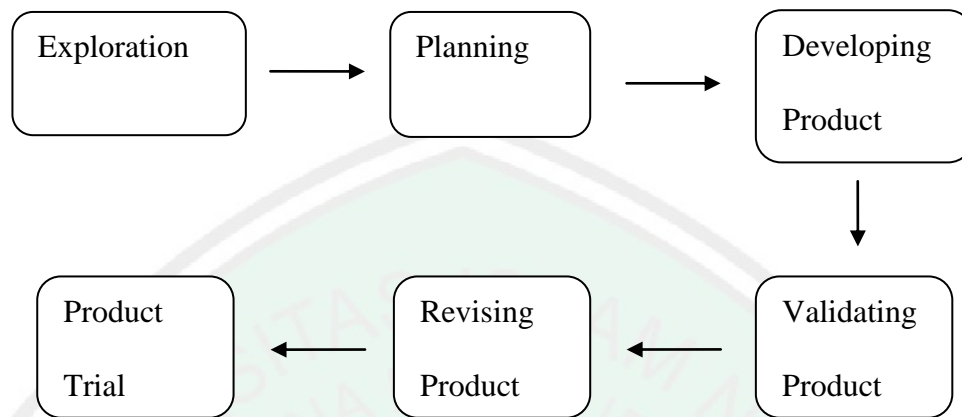 Exploration
Planning
Developing
Product
Validating
Product
Revising
Product
Product
Trial